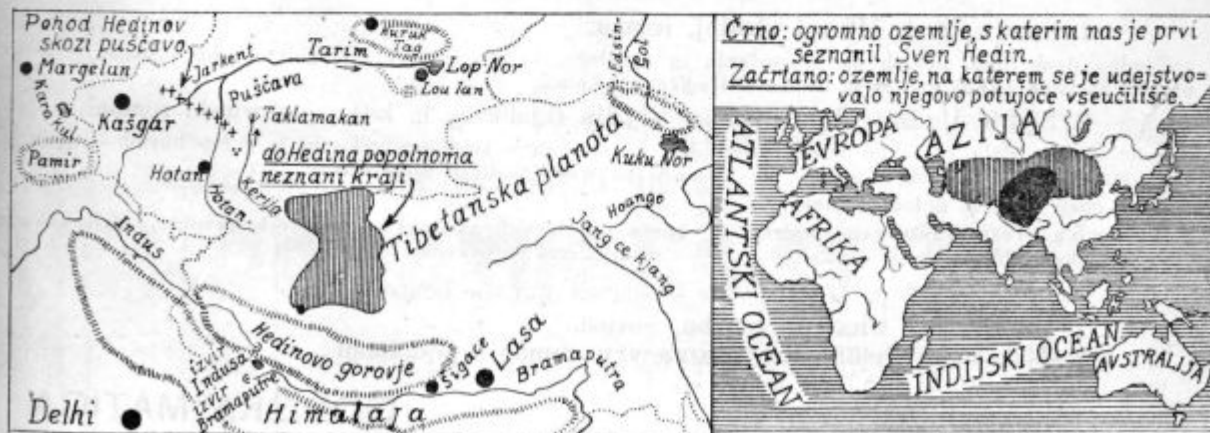 Pohod Hedinov
skozi puščavo
Margelan
Kara kul
Pamir
Kašgar
Jarkent
Tarim
Kuruk
Tag
Lop Nor
Lou lan
Puščava
Taklamakan
Hotan
Hotan
Kerija
do Hedina popolnoma
neznani kraji
Tibetanska planota
Edsin
Gol
Kuku Nor
Hoango
Jang ce kjang
Indus
izvir
Indusa
izvir
Bramaputre
Hedinovo gorovje
Šigace
Lasa
Bramaputra
Himalaja
Delhi
Črno: ogromno ozemlje, s katerim nas je prvi
seznanil Sven Hedin.
Začrtano: ozemlje, na katerem se je udejstvo=
valo njegovo potujoče vseučilišče.
EVROPA
AZIJA
AFRIKA
ATLANTSKI OCEAN
INDIJSKI OCEAN
AVSTRALIJA